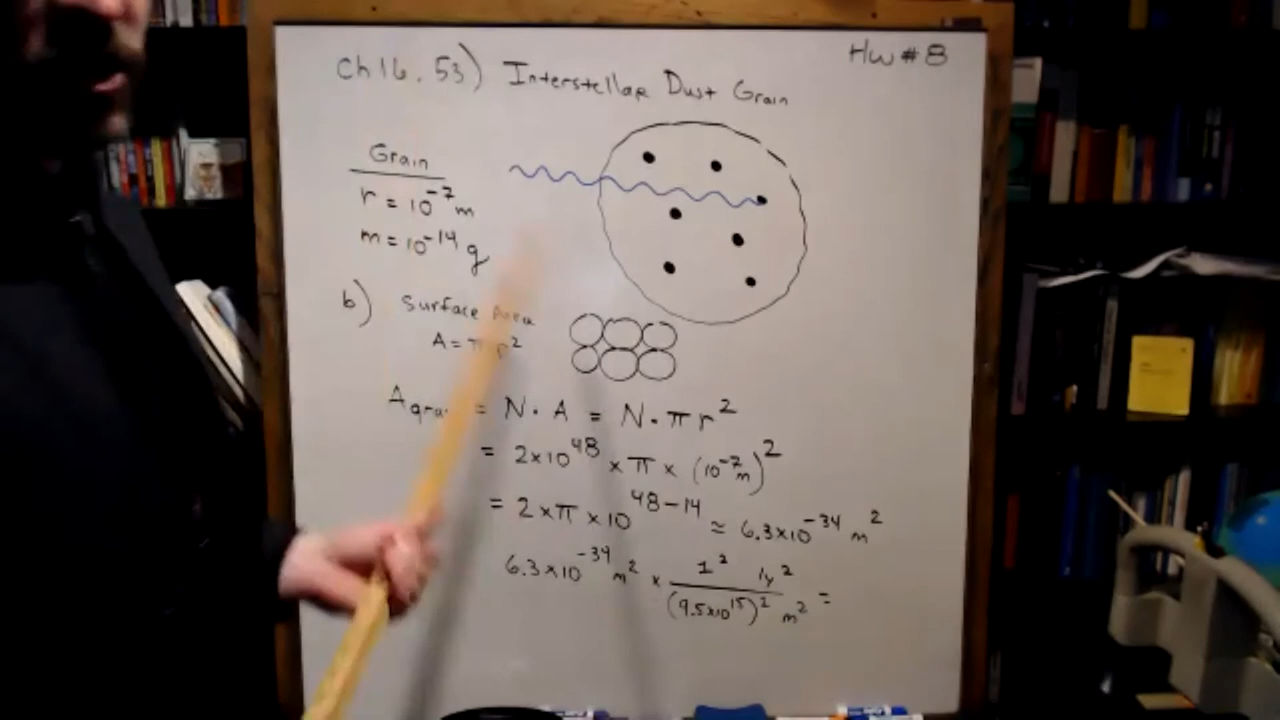 HW # 8
Ch 16. 53) Interstellar Dust Grain
Grain
r = 10⁻⁷ m
m = 10⁻¹⁴ g
b) Surface Area
A = π r²
= N · A = N · π r²
= 2×10⁴⁸ × π × (10⁻⁷ m)²
= 2 × π × 10⁴⁸⁻¹⁴ ≈ 6.3×10⁻³⁴ m²
6.3×10⁻³⁴ m² × 1² ly² / (9.5×10¹⁵)² m² =